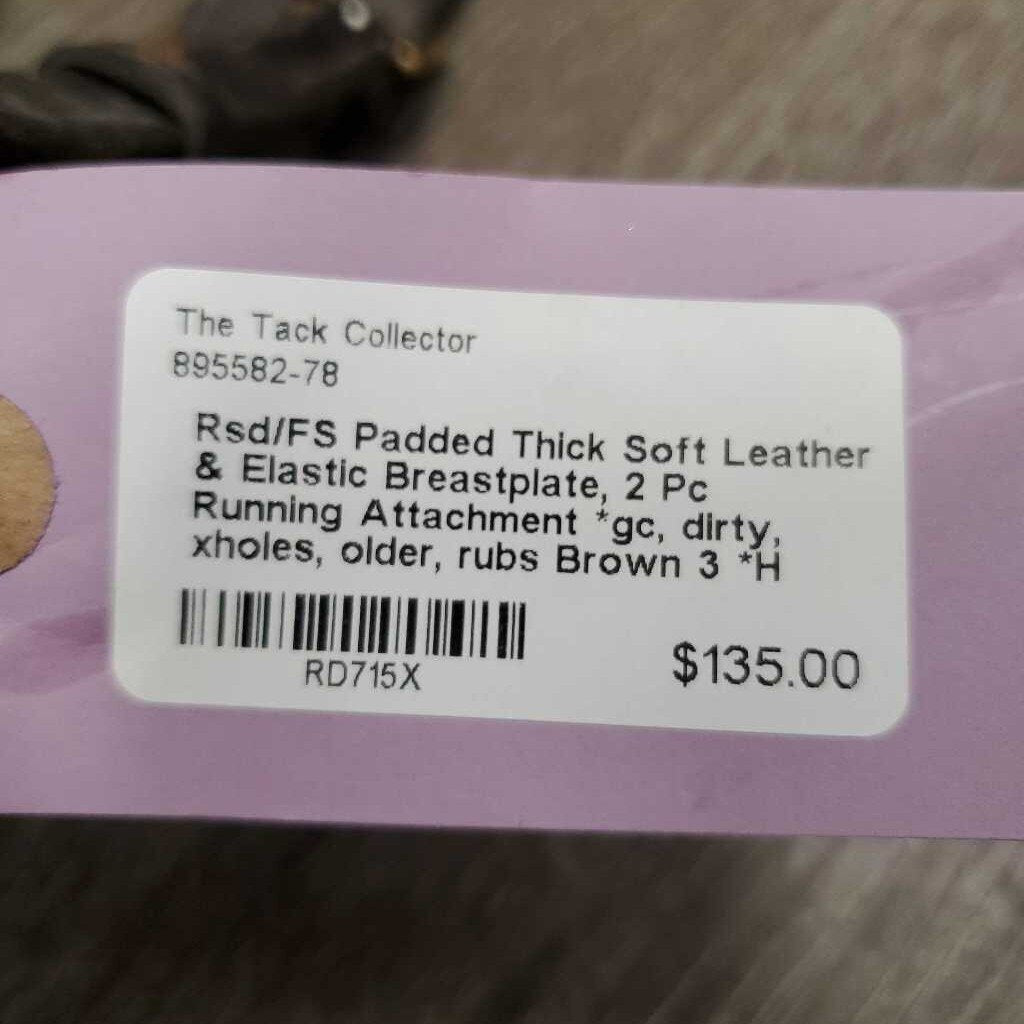 The Tack Collector
895582-78
Rsd/FS Padded Thick Soft Leather
& Elastic Breastplate, 2 Pc
Running Attachment *gc, dirty,
xholes, older, rubs Brown 3 *H
RD715X
$135.00